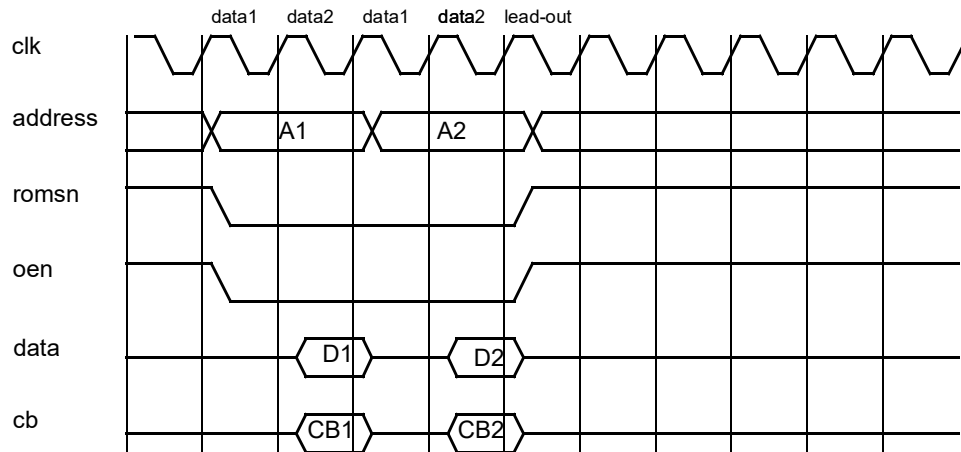 data1 data2 data1 data2 lead-out
clk
address A1 A2
romsn
oen
data D1 D2
cb CB1 CB2